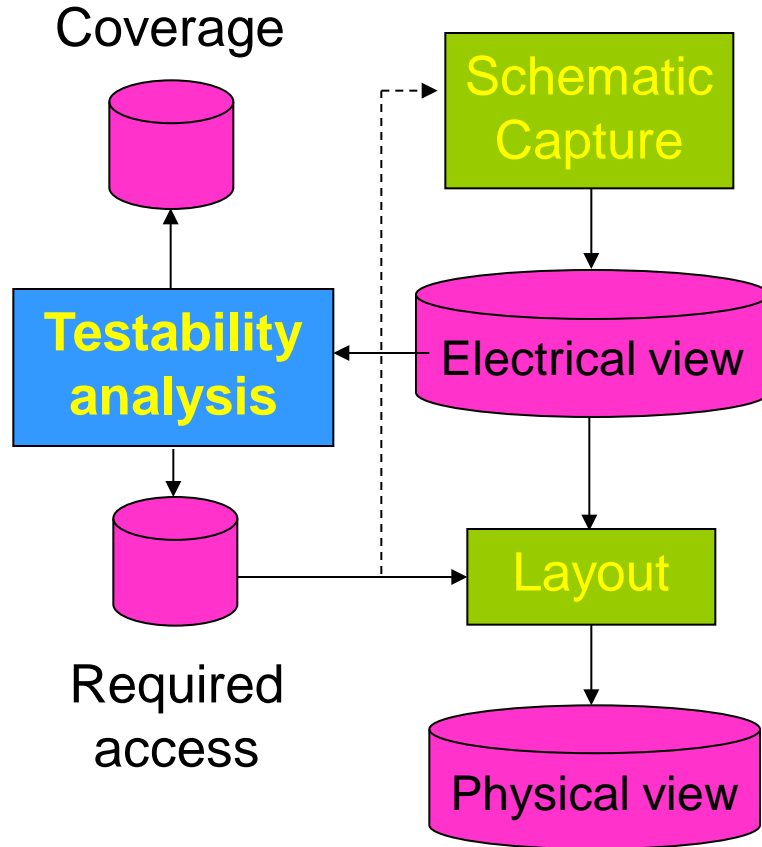 Coverage
Schematic
Capture
Testability
analysis
Electrical view
Layout
Required
access
Physical view